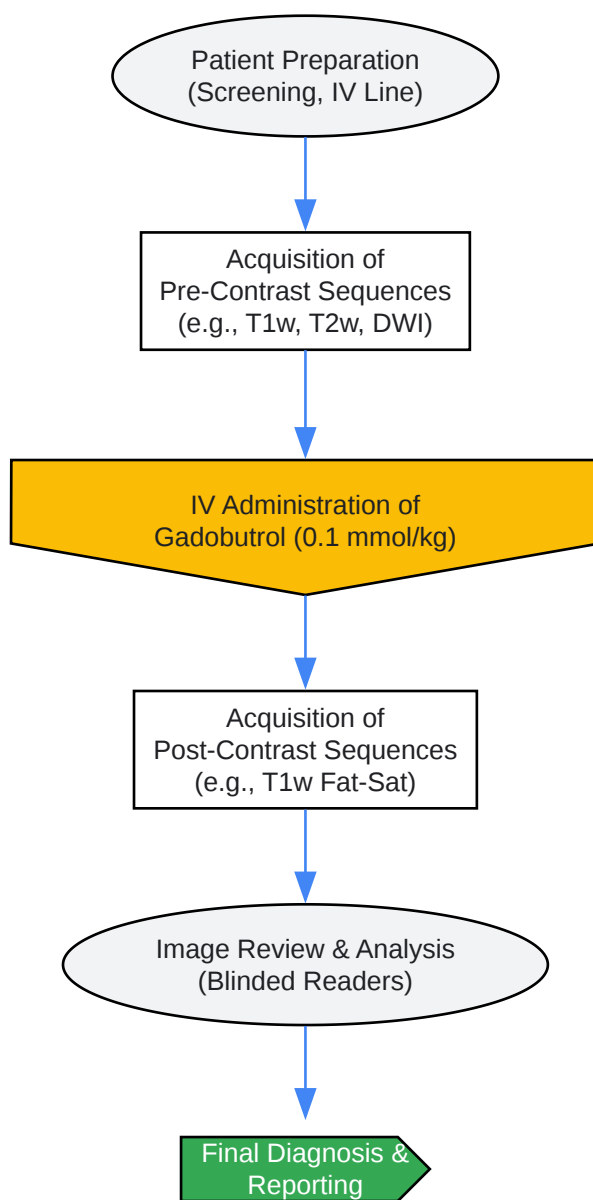 Patient Preparation
(Screening, IV Line)
Acquisition of
Pre-Contrast Sequences
(e.g., T1w, T2w, DWI)
IV Administration of
Gadobutrol (0.1 mmol/kg)
Acquisition of
Post-Contrast Sequences
(e.g., T1w Fat-Sat)
Image Review & Analysis
(Blinded Readers)
Final Diagnosis &
Reporting